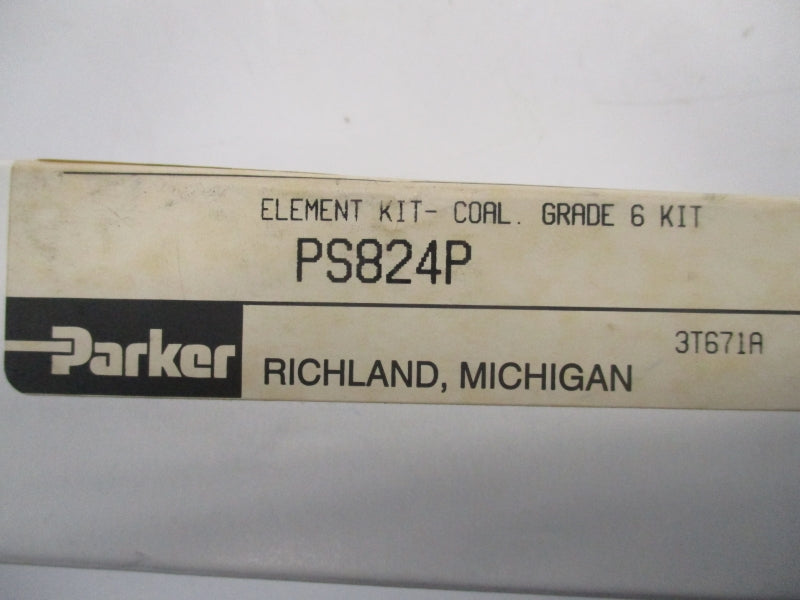 ELEMENT KIT- COAL. GRADE 6 KIT
PS824P
3T671A
Parker
RICHLAND, MICHIGAN